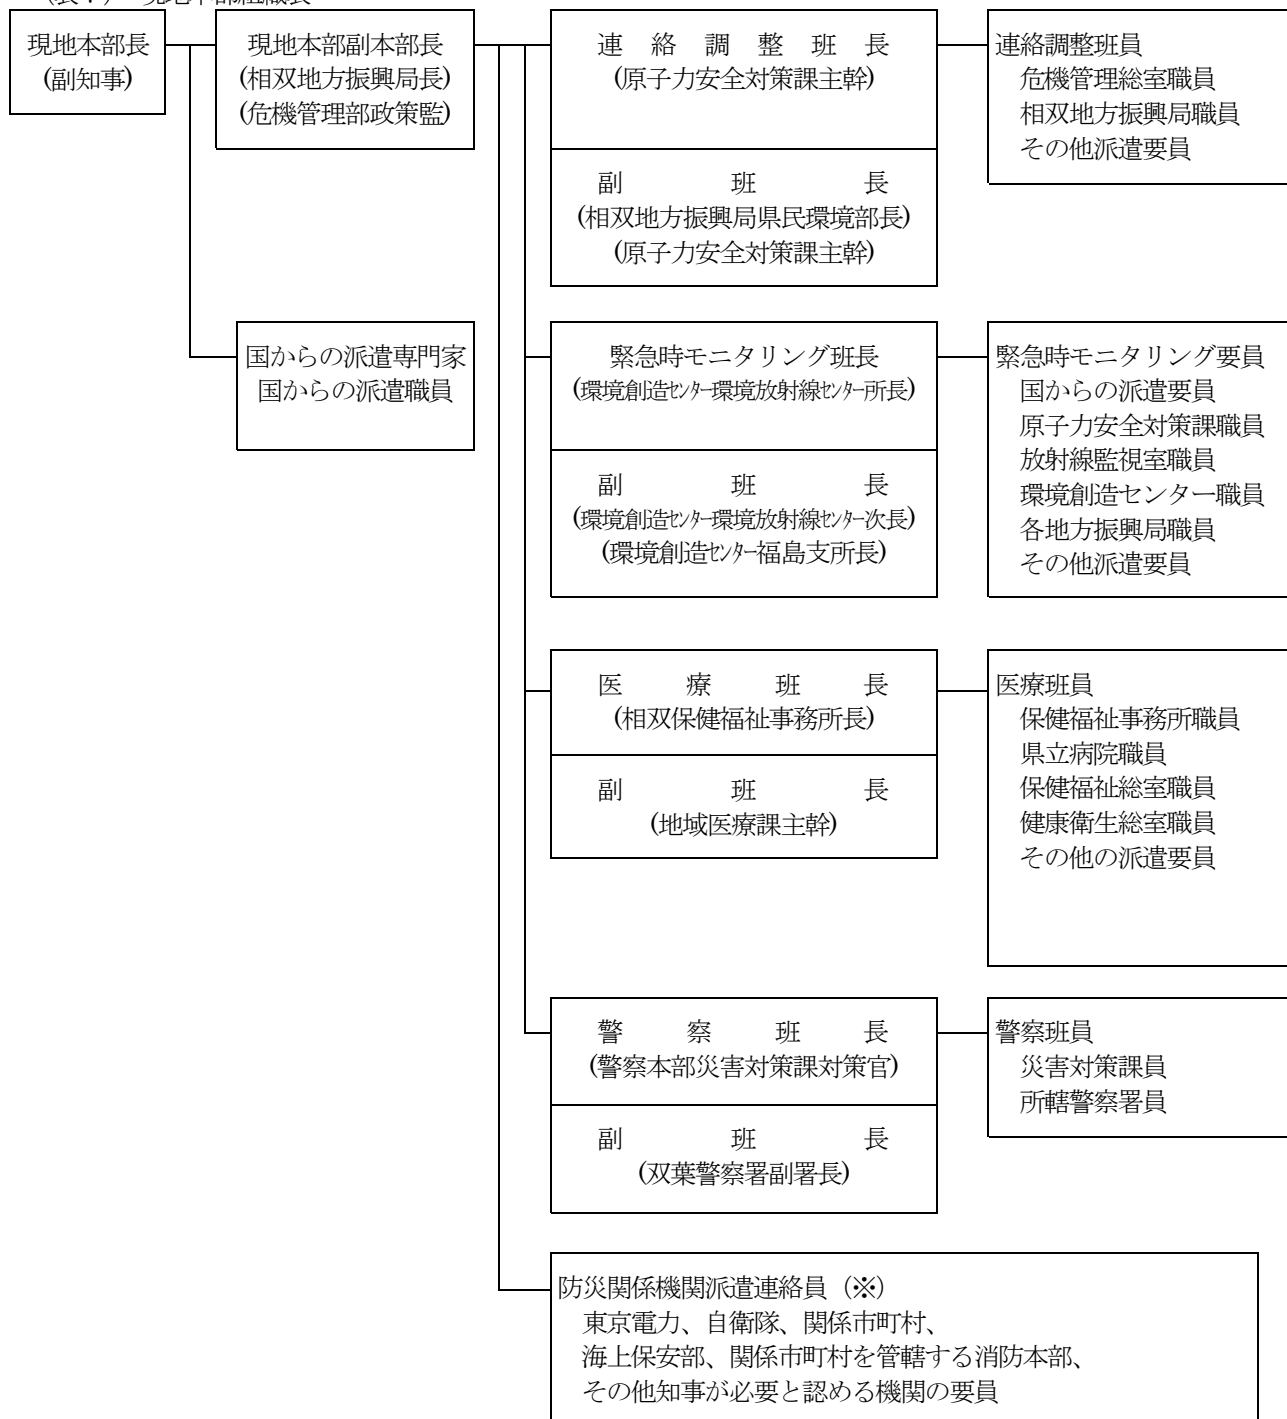 現地本部組織表
現地本部長
(副知事)
現地本部副本部長
(相双地方振興局長)
(危機管理部政策監)
国からの派遣専門家
国からの派遣職員
連絡調整班長
(原子力安全対策課主幹)
副班長
(相双地方振興局県民環境部長)
(原子力安全対策課主幹)
連絡調整班員
危機管理総室職員
相双地方振興局職員
その他派遣要員
緊急時モニタリング班長
(環境創造ｾﾝﾀｰ環境放射線ｾﾝﾀｰ所長)
副班長
(環境創造ｾﾝﾀｰ環境放射線ｾﾝﾀｰ次長)
(環境創造ｾﾝﾀｰ福島支所長)
緊急時モニタリング要員
国からの派遣要員
原子力安全対策課職員
放射線監視室職員
環境創造センター職員
各地方振興局職員
その他派遣要員
医療班長
(相双保健福祉事務所長)
副班長
(地域医療課主幹)
医療班員
保健福祉事務所職員
県立病院職員
保健福祉総室職員
健康衛生総室職員
その他の派遣要員
警察班長
(警察本部災害対策課対策官)
副班長
(双葉警察署副署長)
警察班員
災害対策課員
所轄警察署員
防災関係機関派遣連絡員（※）
東京電力、自衛隊、関係市町村、
海上保安部、関係市町村を管轄する消防本部、
その他知事が必要と認める機関の要員